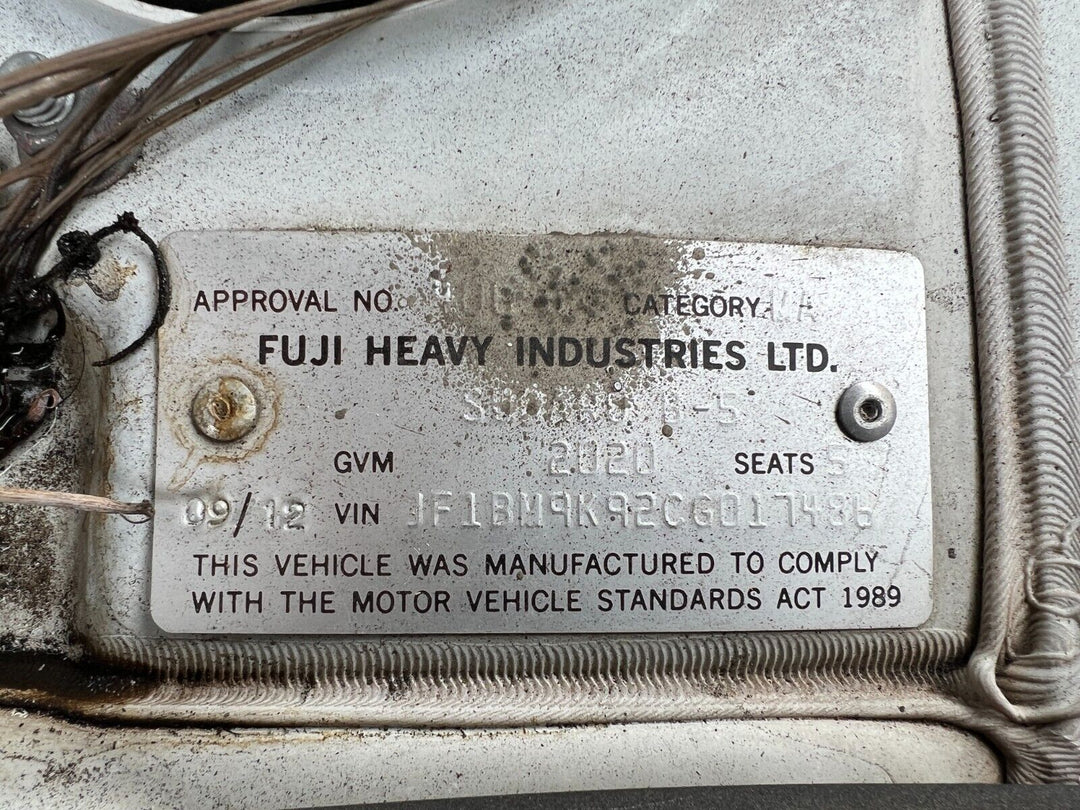 APPROVAL NO. CATEGORY
FUJI HEAVY INDUSTRIES LTD.
GVM 2020 SEATS 5
09/12 VIN JF1BM9K92CG017486
THIS VEHICLE WAS MANUFACTURED TO COMPLY
WITH THE MOTOR VEHICLE STANDARDS ACT 1989